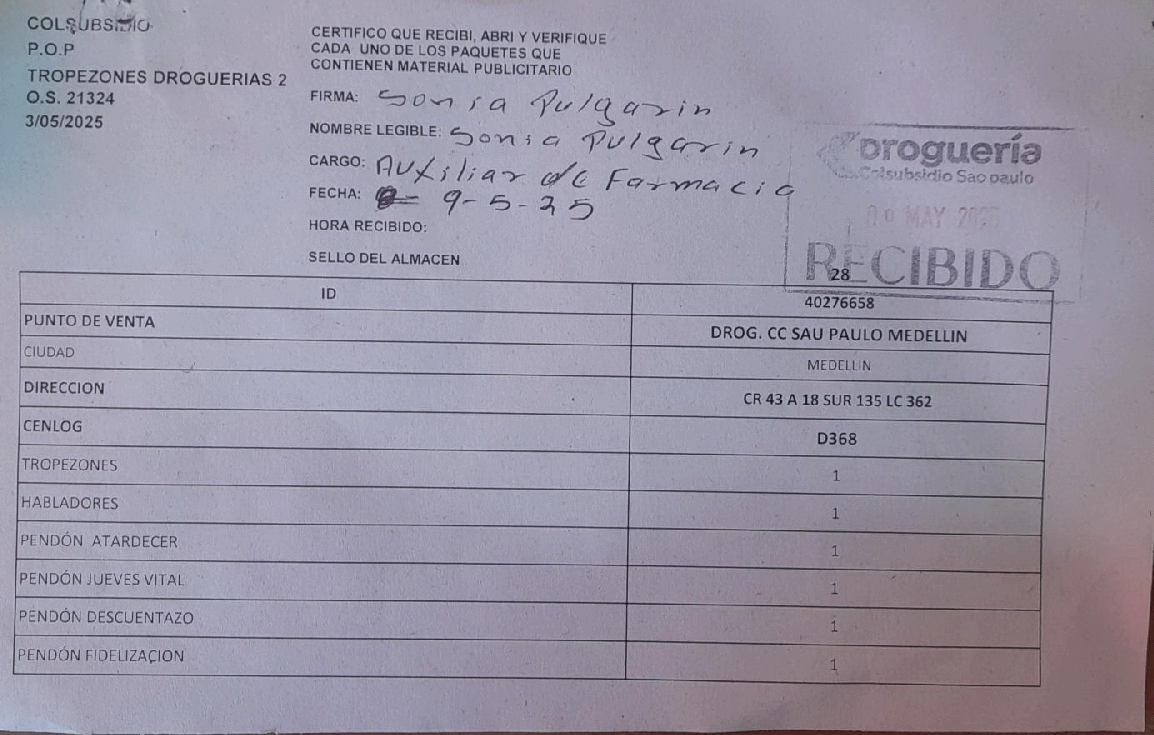 COLSUBSIDIO
P.O.P
TROPEZONES DROGUERIAS 2
O.S. 21324
3/05/2025
CERTIFICO QUE RECIBI, ABRI Y VERIFIQUE
CADA UNO DE LOS PAQUETES QUE
CONTIENEN MATERIAL PUBLICITARIO
FIRMA: Sonia Pulgarin
NOMBRE LEGIBLE: Sonia Pulgarin
CARGO: Auxiliar de Farmacia
FECHA: 9-5-25
HORA RECIBIDO:
SELLO DEL ALMACEN
Droguería
Colsubsidio Sao paulo
MAY
RECIBIDO
28
ID 40276658
PUNTO DE VENTA DROG. CC SAU PAULO MEDELLIN
CIUDAD MEDELLIN
DIRECCION CR 43 A 18 SUR 135 LC 362
CENLOG D368
TROPEZONES 1
HABLADORES 1
PENDÓN ATARDECER 1
PENDÓN JUEVES VITAL 1
PENDÓN DESCUENTAZO 1
PENDÓN FIDELIZACION 1